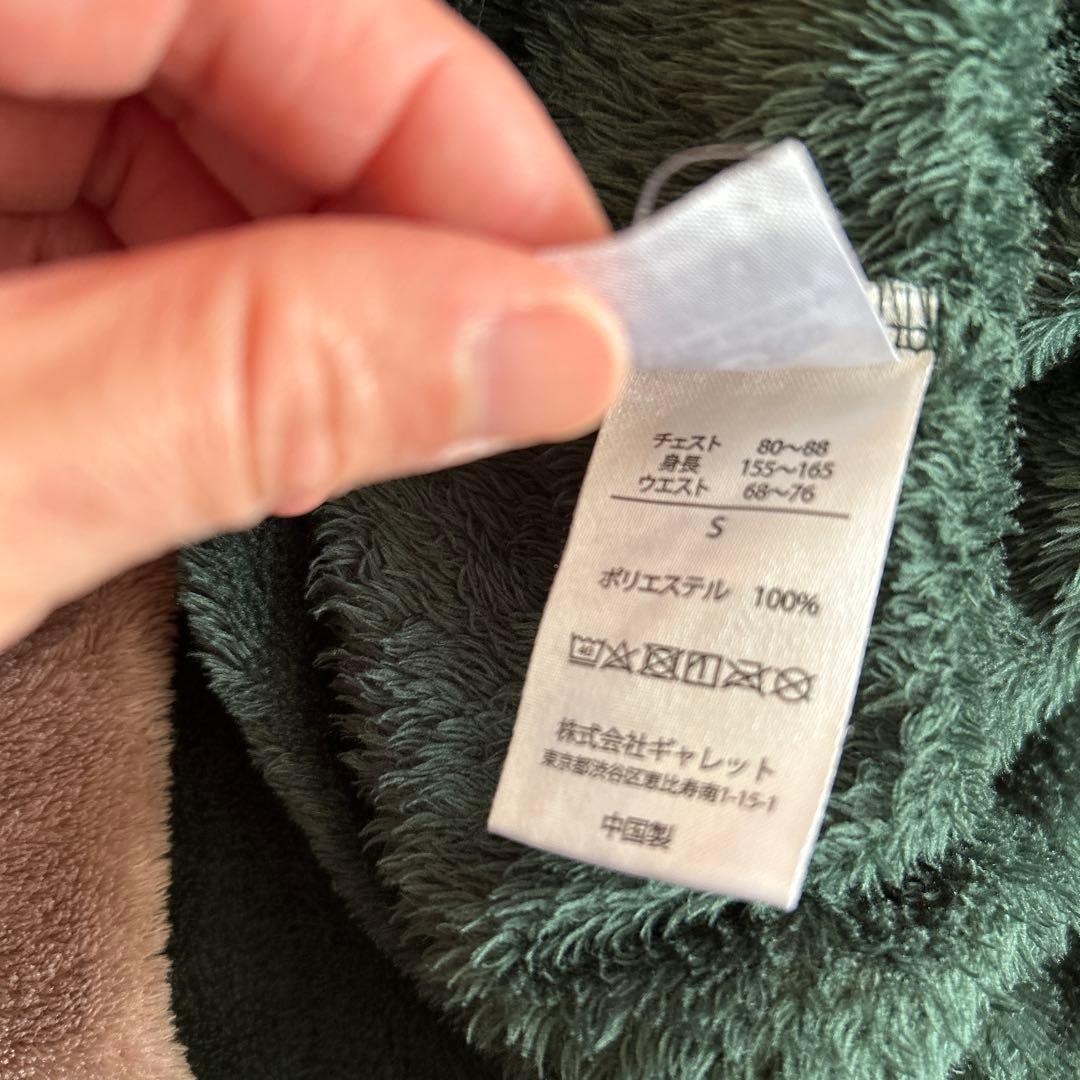 チェスト 80～88
身長 155～165
ウエスト 68～76
S
ポリエステル 100%
40
株式会社ギャレット
東京都渋谷区恵比寿南1-15-1
中国製